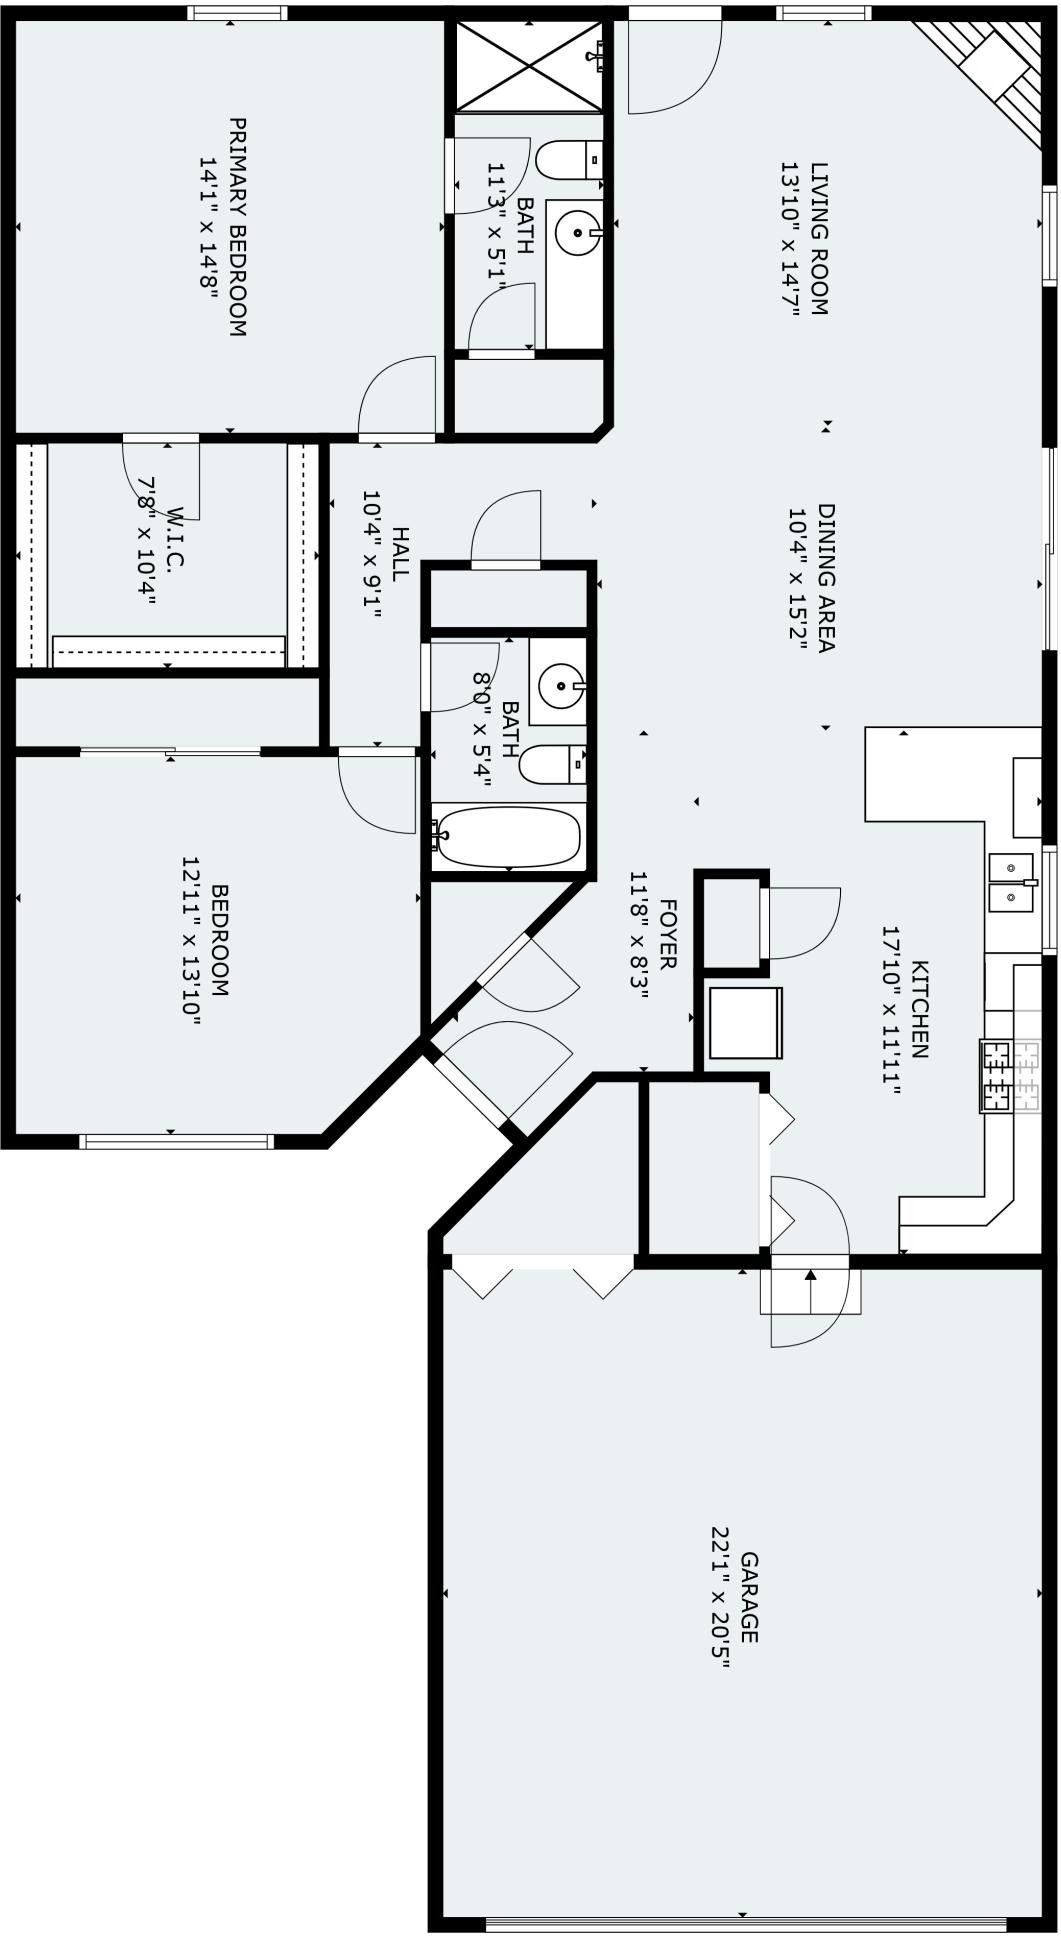 PRIMARY BEDROOM
14'1" x 14'8"
BATH
11'3" x 5'1"
LIVING ROOM
13'10" x 14'7"
W.I.C.
7'8" x 10'4"
HALL
10'4" x 9'1"
DINING AREA
10'4" x 15'2"
BATH
8'0" x 5'4"
BEDROOM
12'11" x 13'10"
FOYER
11'8" x 8'3"
KITCHEN
17'10" x 11'11"
GARAGE
22'1" x 20'5"